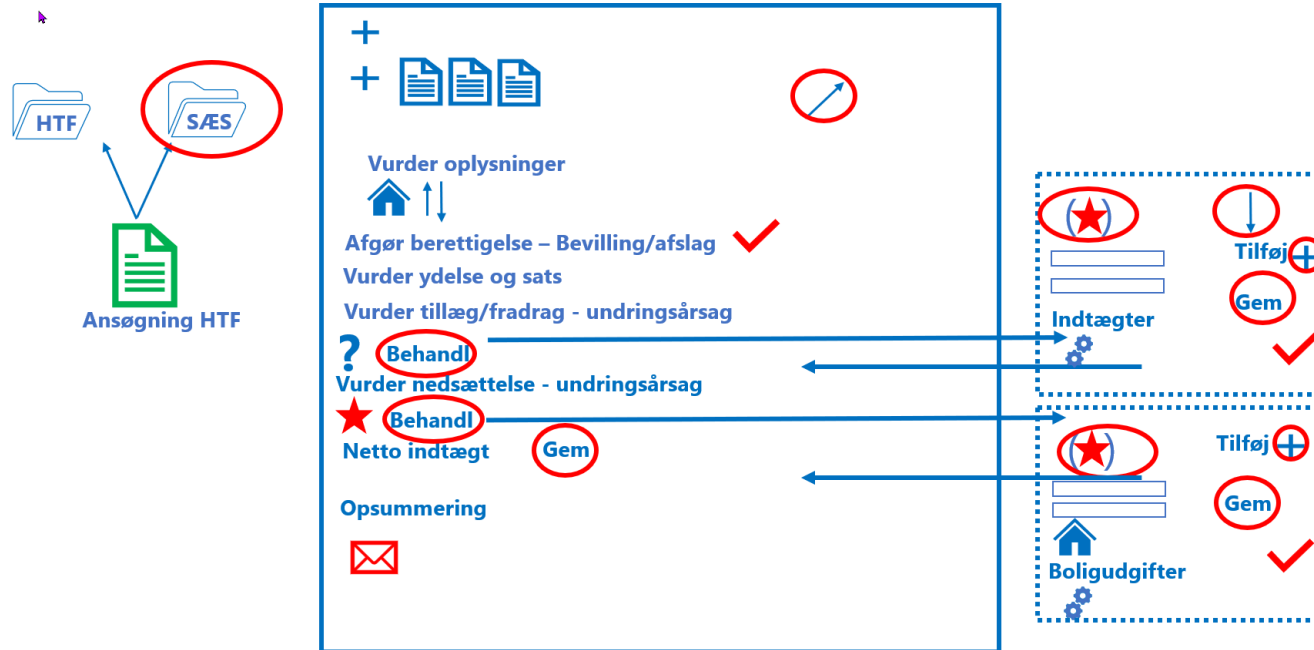 HTF
SÆS
Ansøgning HTF
Vurder oplysninger
Afgør berettigelse – Bevilling/afslag
Vurder ydelse og sats
Vurder tillæg/fradrag - undringsårsag
? Behandl
Vurder nedsættelse - undringsårsag
Behandl
Netto indtægt
Gem
Opsummering
( )
Tilføj
Gem
Indtægter
( )
Tilføj
Gem
Boligudgifter